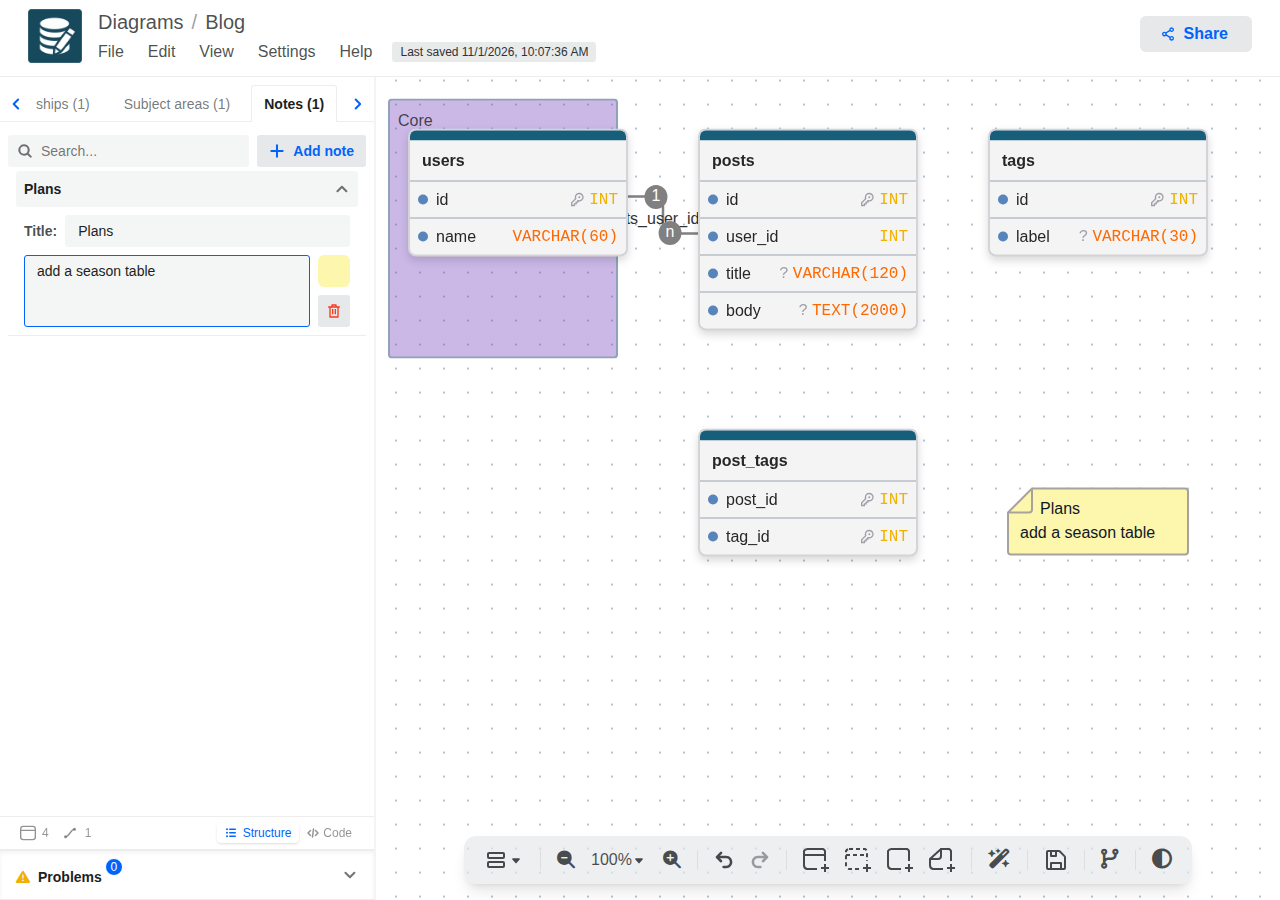 Diagrams / Blog
File Edit View Settings Help Last saved 11/1/2026, 10:07:36 AM
Share
ships (1) Subject areas (1) Notes (1)
Search... Add note
Plans
Title: Plans
add a season table
4 1 Structure Code
Problems 0
Core
users
id INT
name VARCHAR(60)
1
ts_user_id
n
posts
id INT
user_id INT
title ? VARCHAR(120)
body ? TEXT(2000)
tags
id INT
label ? VARCHAR(30)
post_tags
post_id INT
tag_id INT
Plans
add a season table
100%